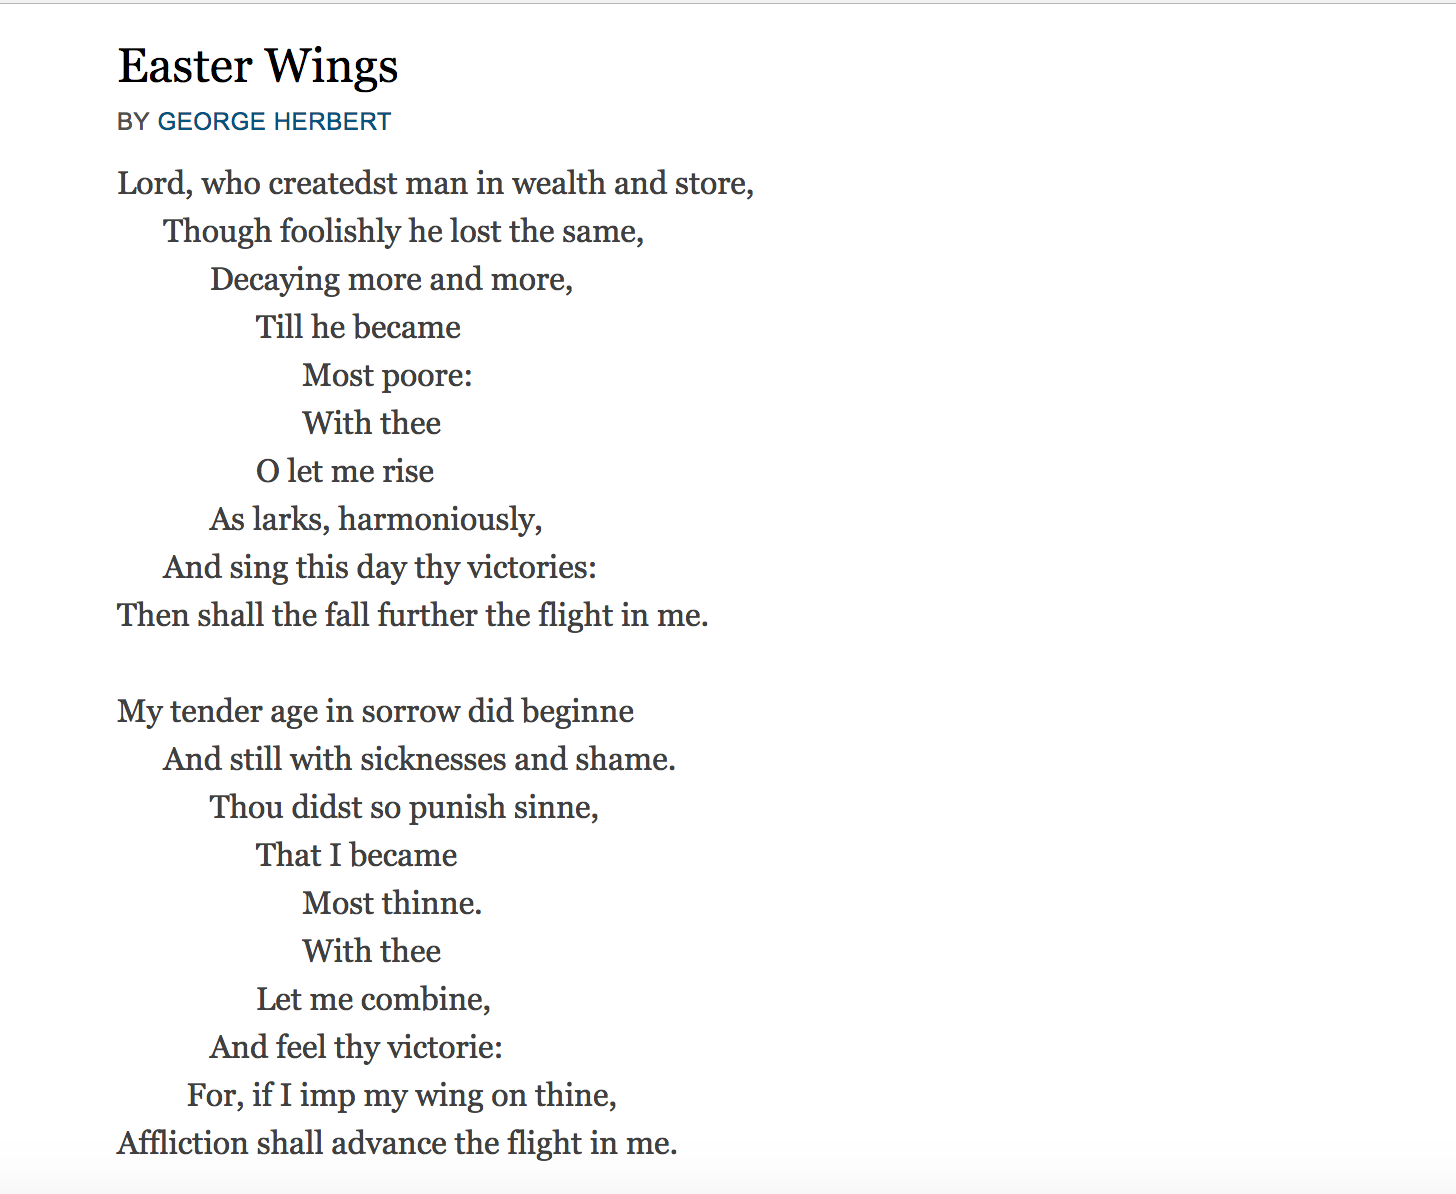 Easter Wings
BY GEORGE HERBERT
Lord, who createdst man in wealth and store,
Though foolishly he lost the same,
Decaying more and more,
Till he became
Most poore:
With thee
O let me rise
As larks, harmoniously,
And sing this day thy victories:
Then shall the fall further the flight in me.

My tender age in sorrow did beginne
And still with sicknesses and shame.
Thou didst so punish sinne,
That I became
Most thinne.
With thee
Let me combine,
And feel thy victorie:
For, if I imp my wing on thine,
Affliction shall advance the flight in me.